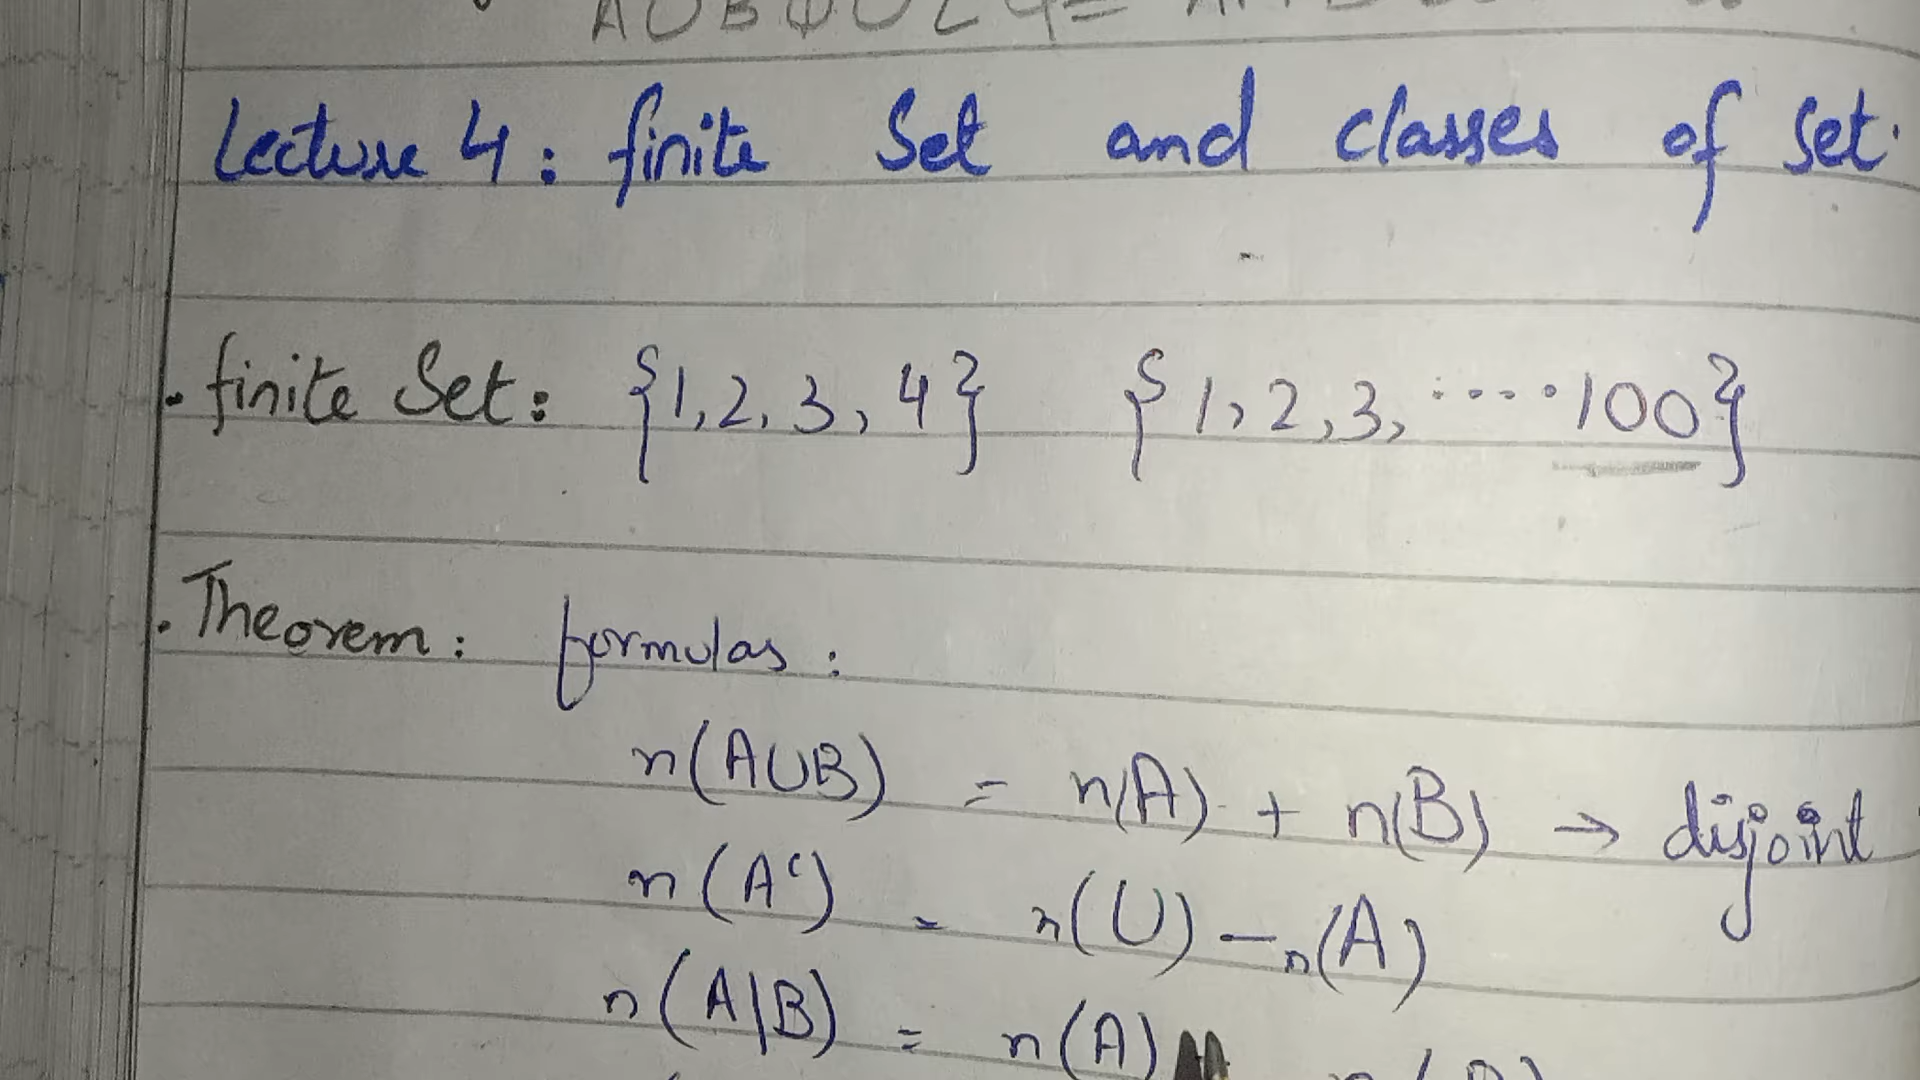 Lecture 4: finite Set and classes of Set.
. finite Set: {1,2,3,4} {1,2,3,.....100}
. Theorem: formulas:
n(A∪B) = n(A) + n(B) → disjoint
n(Aᶜ) = n(U) - n(A)
n(A|B) = n(A)